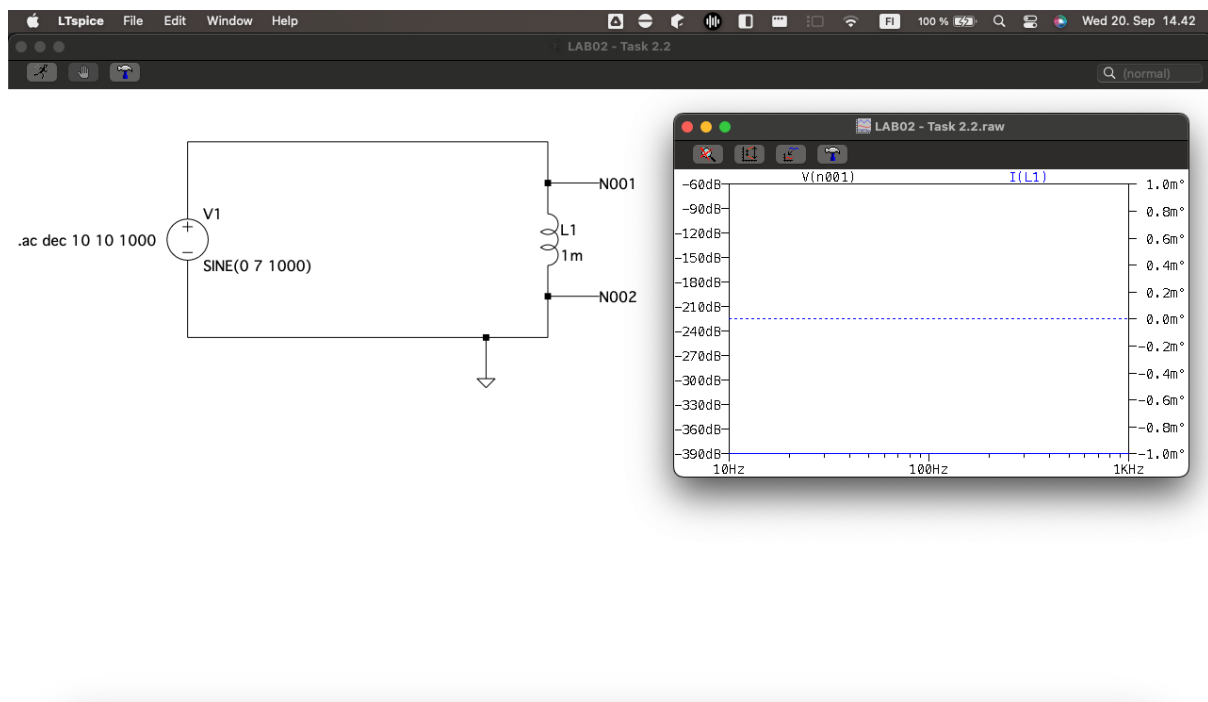 LTspice File Edit Window Help FI 100 % Wed 20. Sep 14.42
LAB02 - Task 2.2
(normal)
N001
V1
L1
.ac dec 10 10 1000
1m
SINE(0 7 1000)
N002
LAB02 - Task 2.2.raw
V(n001) I(L1)
-60dB 1.0m°
-90dB 0.8m°
-120dB 0.6m°
-150dB 0.4m°
-180dB 0.2m°
-210dB 0.0m°
-240dB -0.2m°
-270dB -0.4m°
-300dB -0.6m°
-330dB -0.8m°
-360dB -1.0m°
-390dB
10Hz 100Hz 1KHz